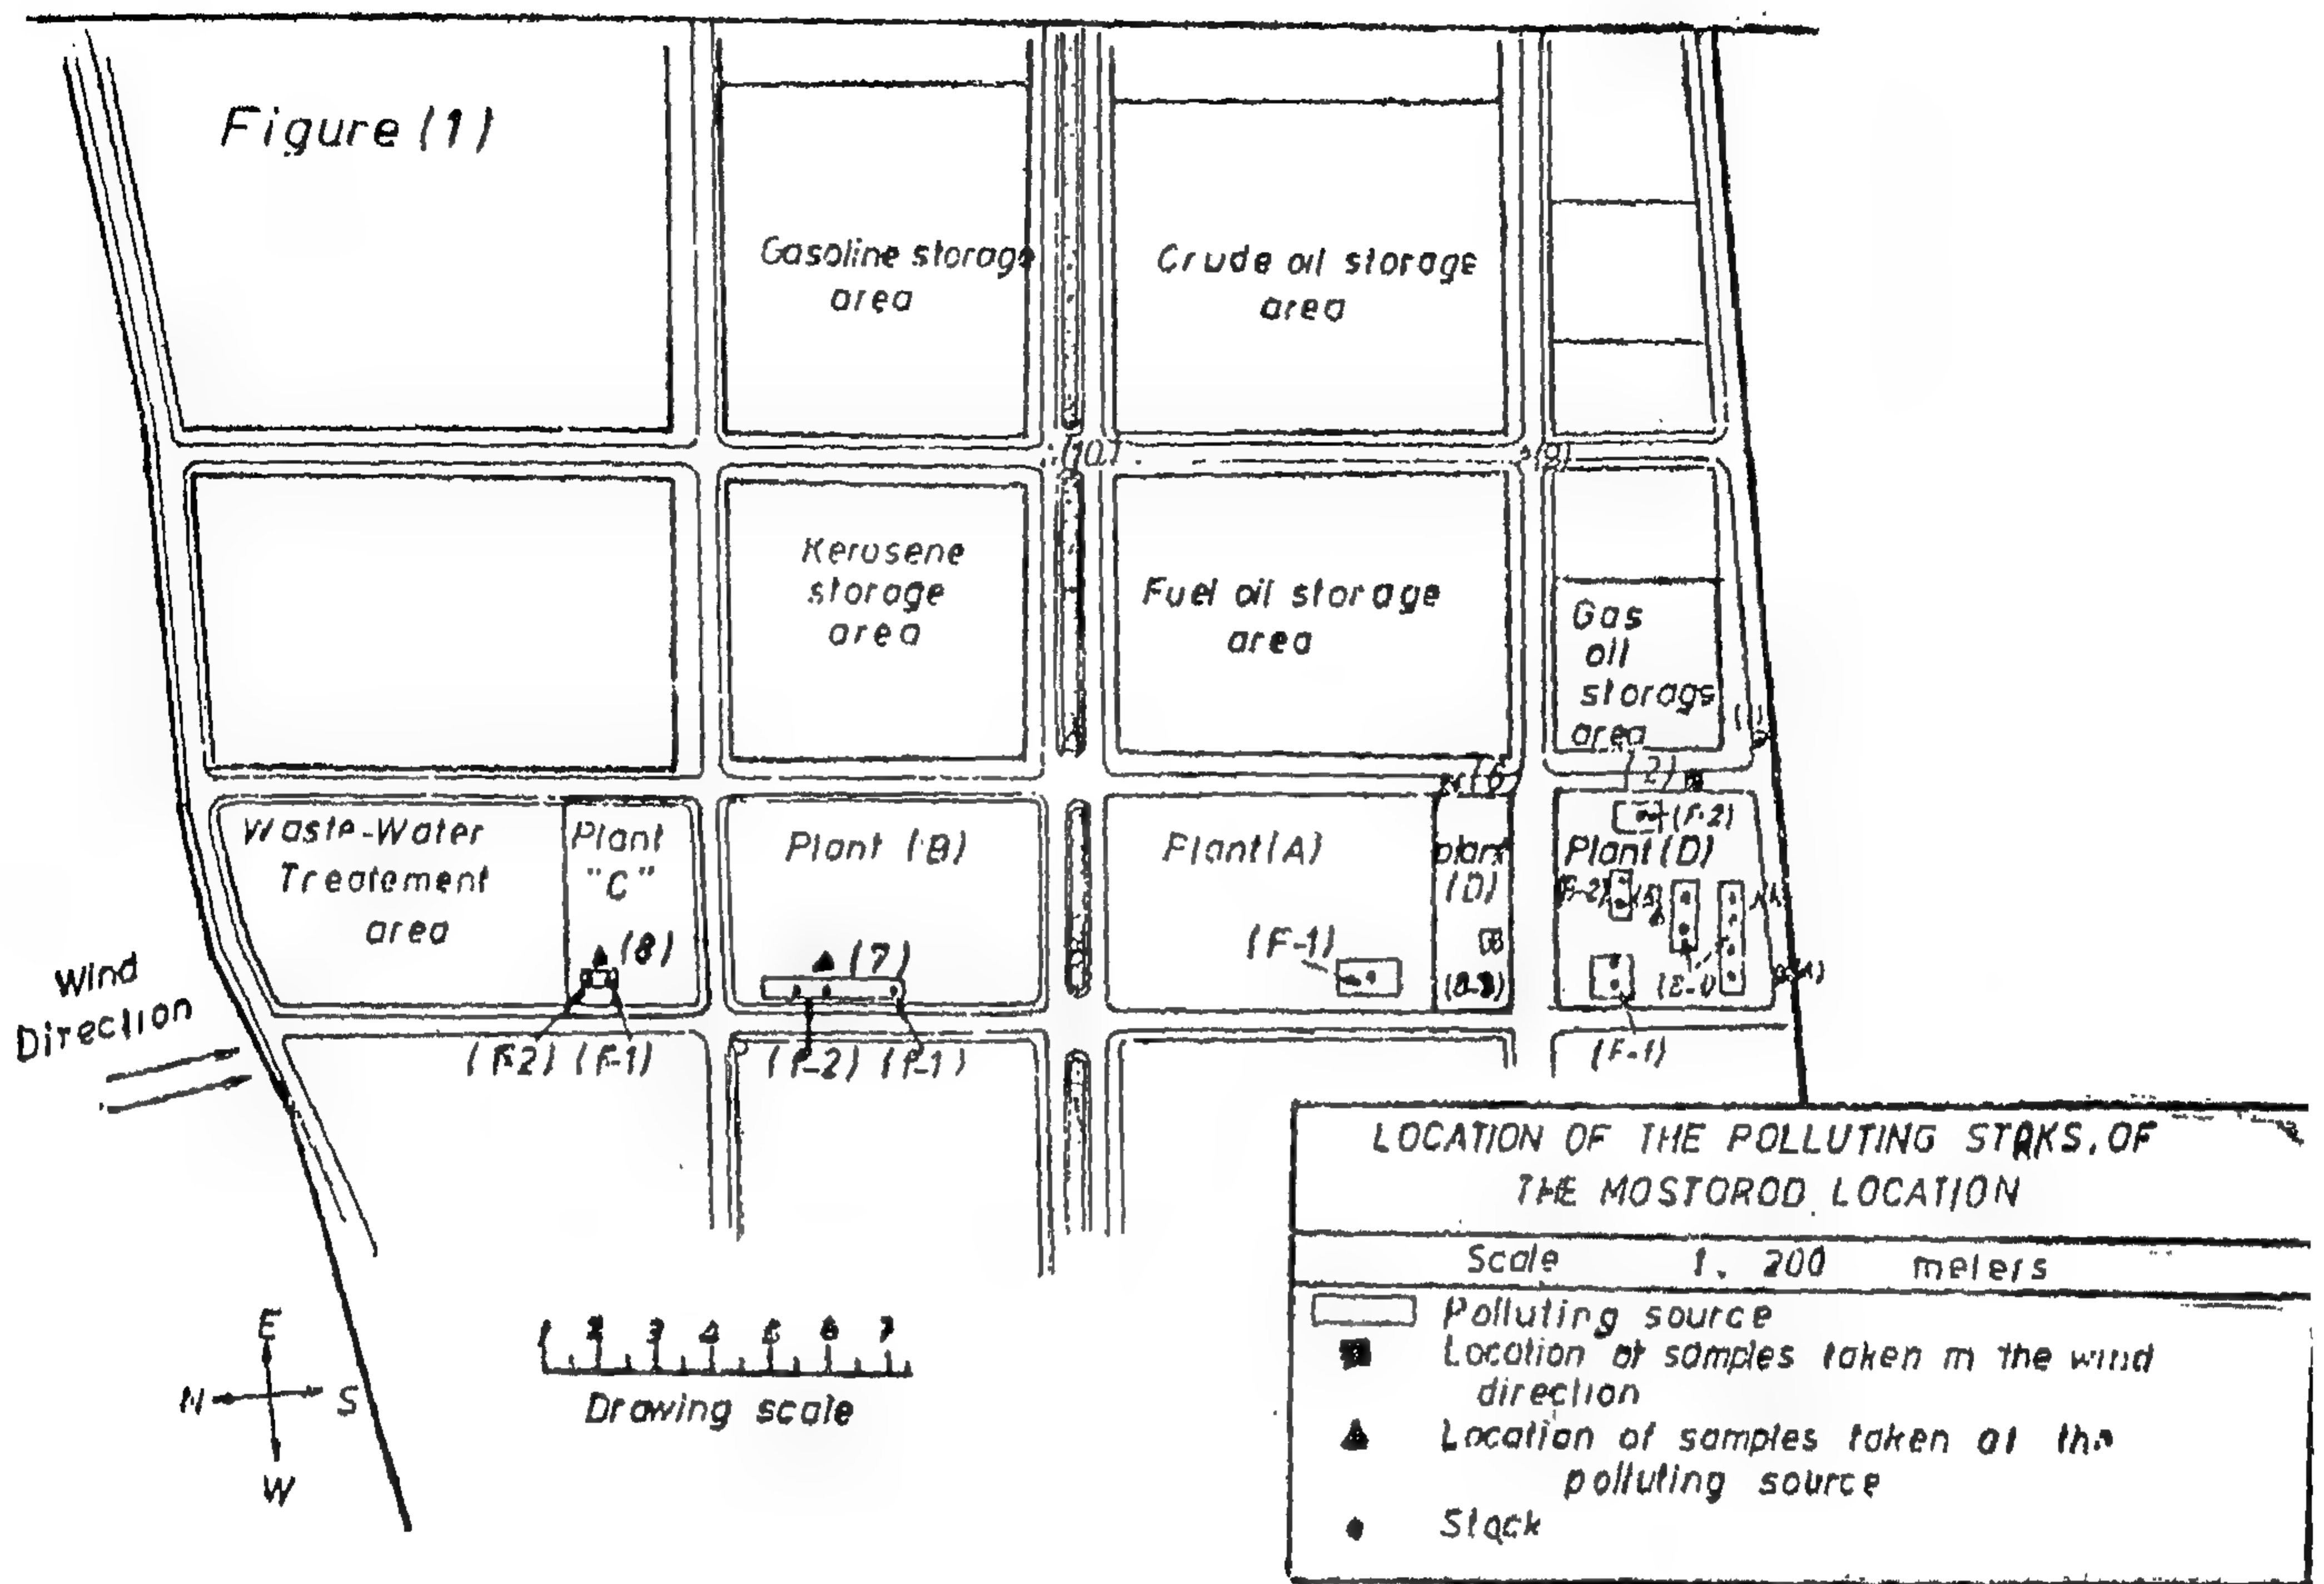 Figure (1)
Gasoline storage
area
Crude oil storage
area
(10)
(9)
Kerosene
storage
area
Fuel oil storage
area
Gas
oil
storage
area
(6)
(2)
(F-2)
Waste-Water
Treatement
area
Plant
"C"
(8)
Plant (B)
(7)
Plant (A)
(F-1)
plant
(D)
Plant (D)
(F-2)
(F-1)
(F-2) (F-1)
(F-2) (F-1)
Wind
Direction
E
N S
W
1 2 3 4 5 6 7
Drawing scale
LOCATION OF THE POLLUTING STAKS, OF
THE MOSTOROD LOCATION
Scale 1. 200 meters
Polluting source
Location of samples taken in the wind
direction
Location of samples taken at the
polluting source
Stack